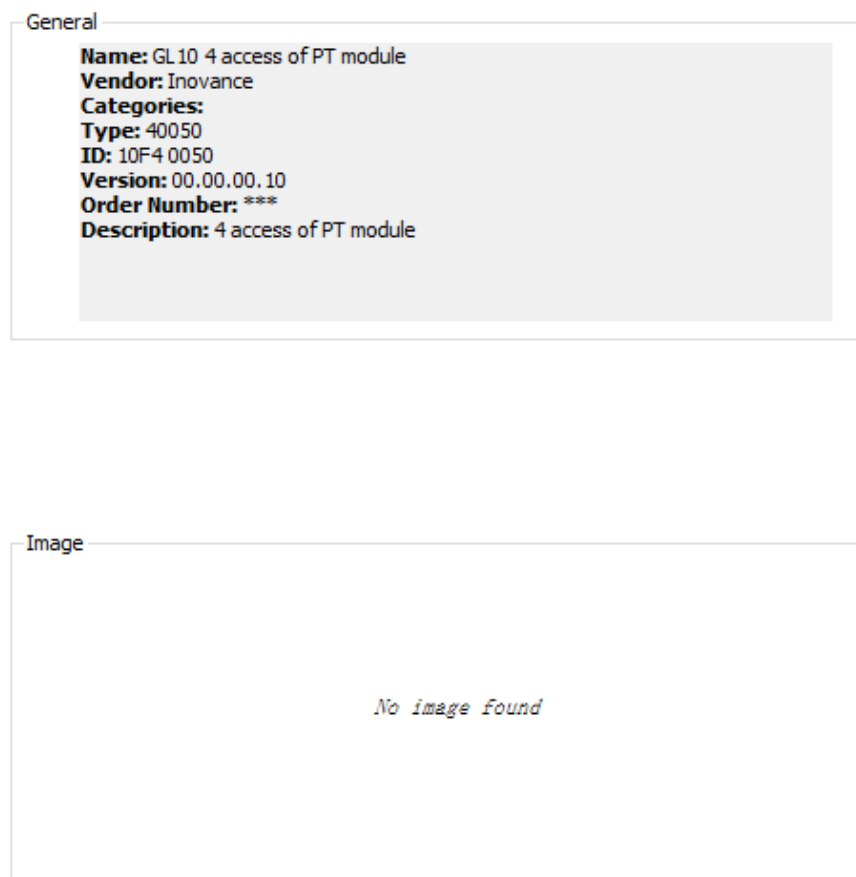 General
Name: GL10 4 access of PT module
Vendor: Inovance
Categories:
Type: 40050
ID: 10F4 0050
Version: 00.00.00.10
Order Number: ***
Description: 4 access of PT module
Image
No image found